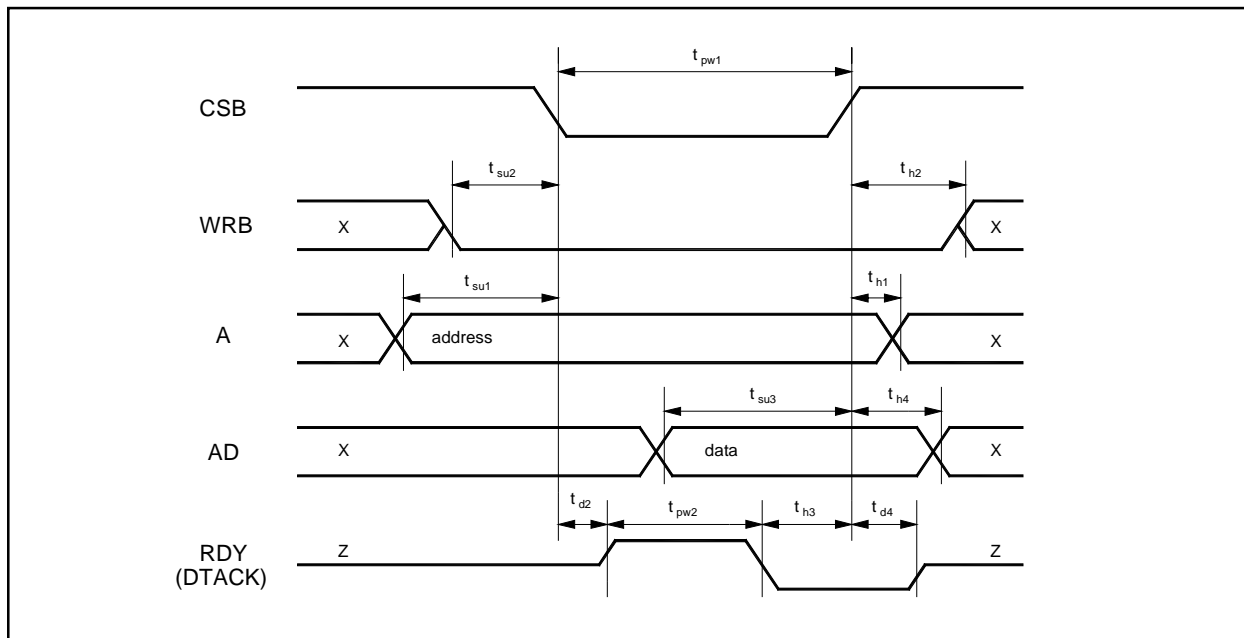 t pw1
CSB
t su2
t h2
WRB
X
X
t su1
t h1
A
X
address
X
t su3
t h4
AD
X
data
X
t d2
t pw2
t h3
t d4
RDY
(DTACK)
Z
Z